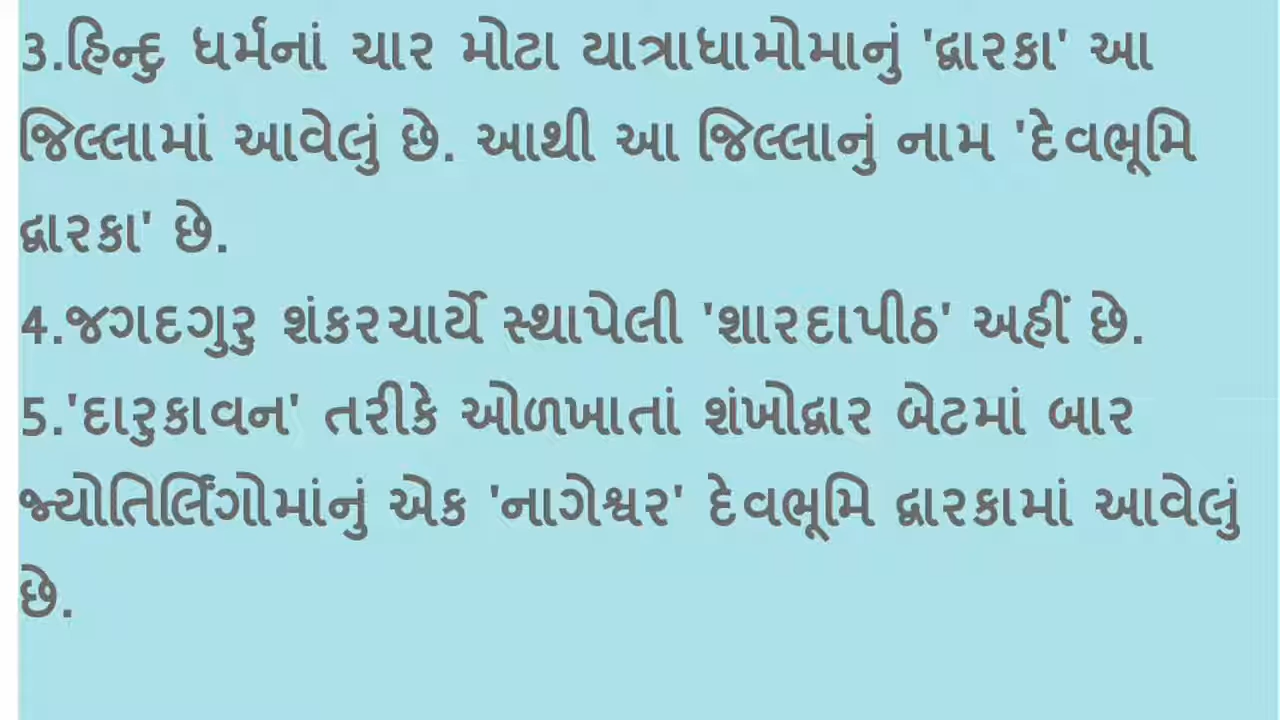 3.હિન્દુ ધર્મનાં ચાર મોટા યાત્રાધામોમાનું 'દ્વારકા' આ
જિલ્લામાં આવેલું છે. આથી આ જિલ્લાનું નામ 'દેવભૂમિ
દ્વારકા' છે.
4.જગદગુરુ શંકરચાર્યે સ્થાપેલી 'શારદાપીઠ' અહીં છે.
5.'દારુકાવન' તરીકે ઓળખાતાં શંખોદ્વાર બેટમાં બાર
જ્યોતિર્લિંગોમાંનું એક 'નાગેશ્વર' દેવભૂમિ દ્વારકામાં આવેલું
છે.